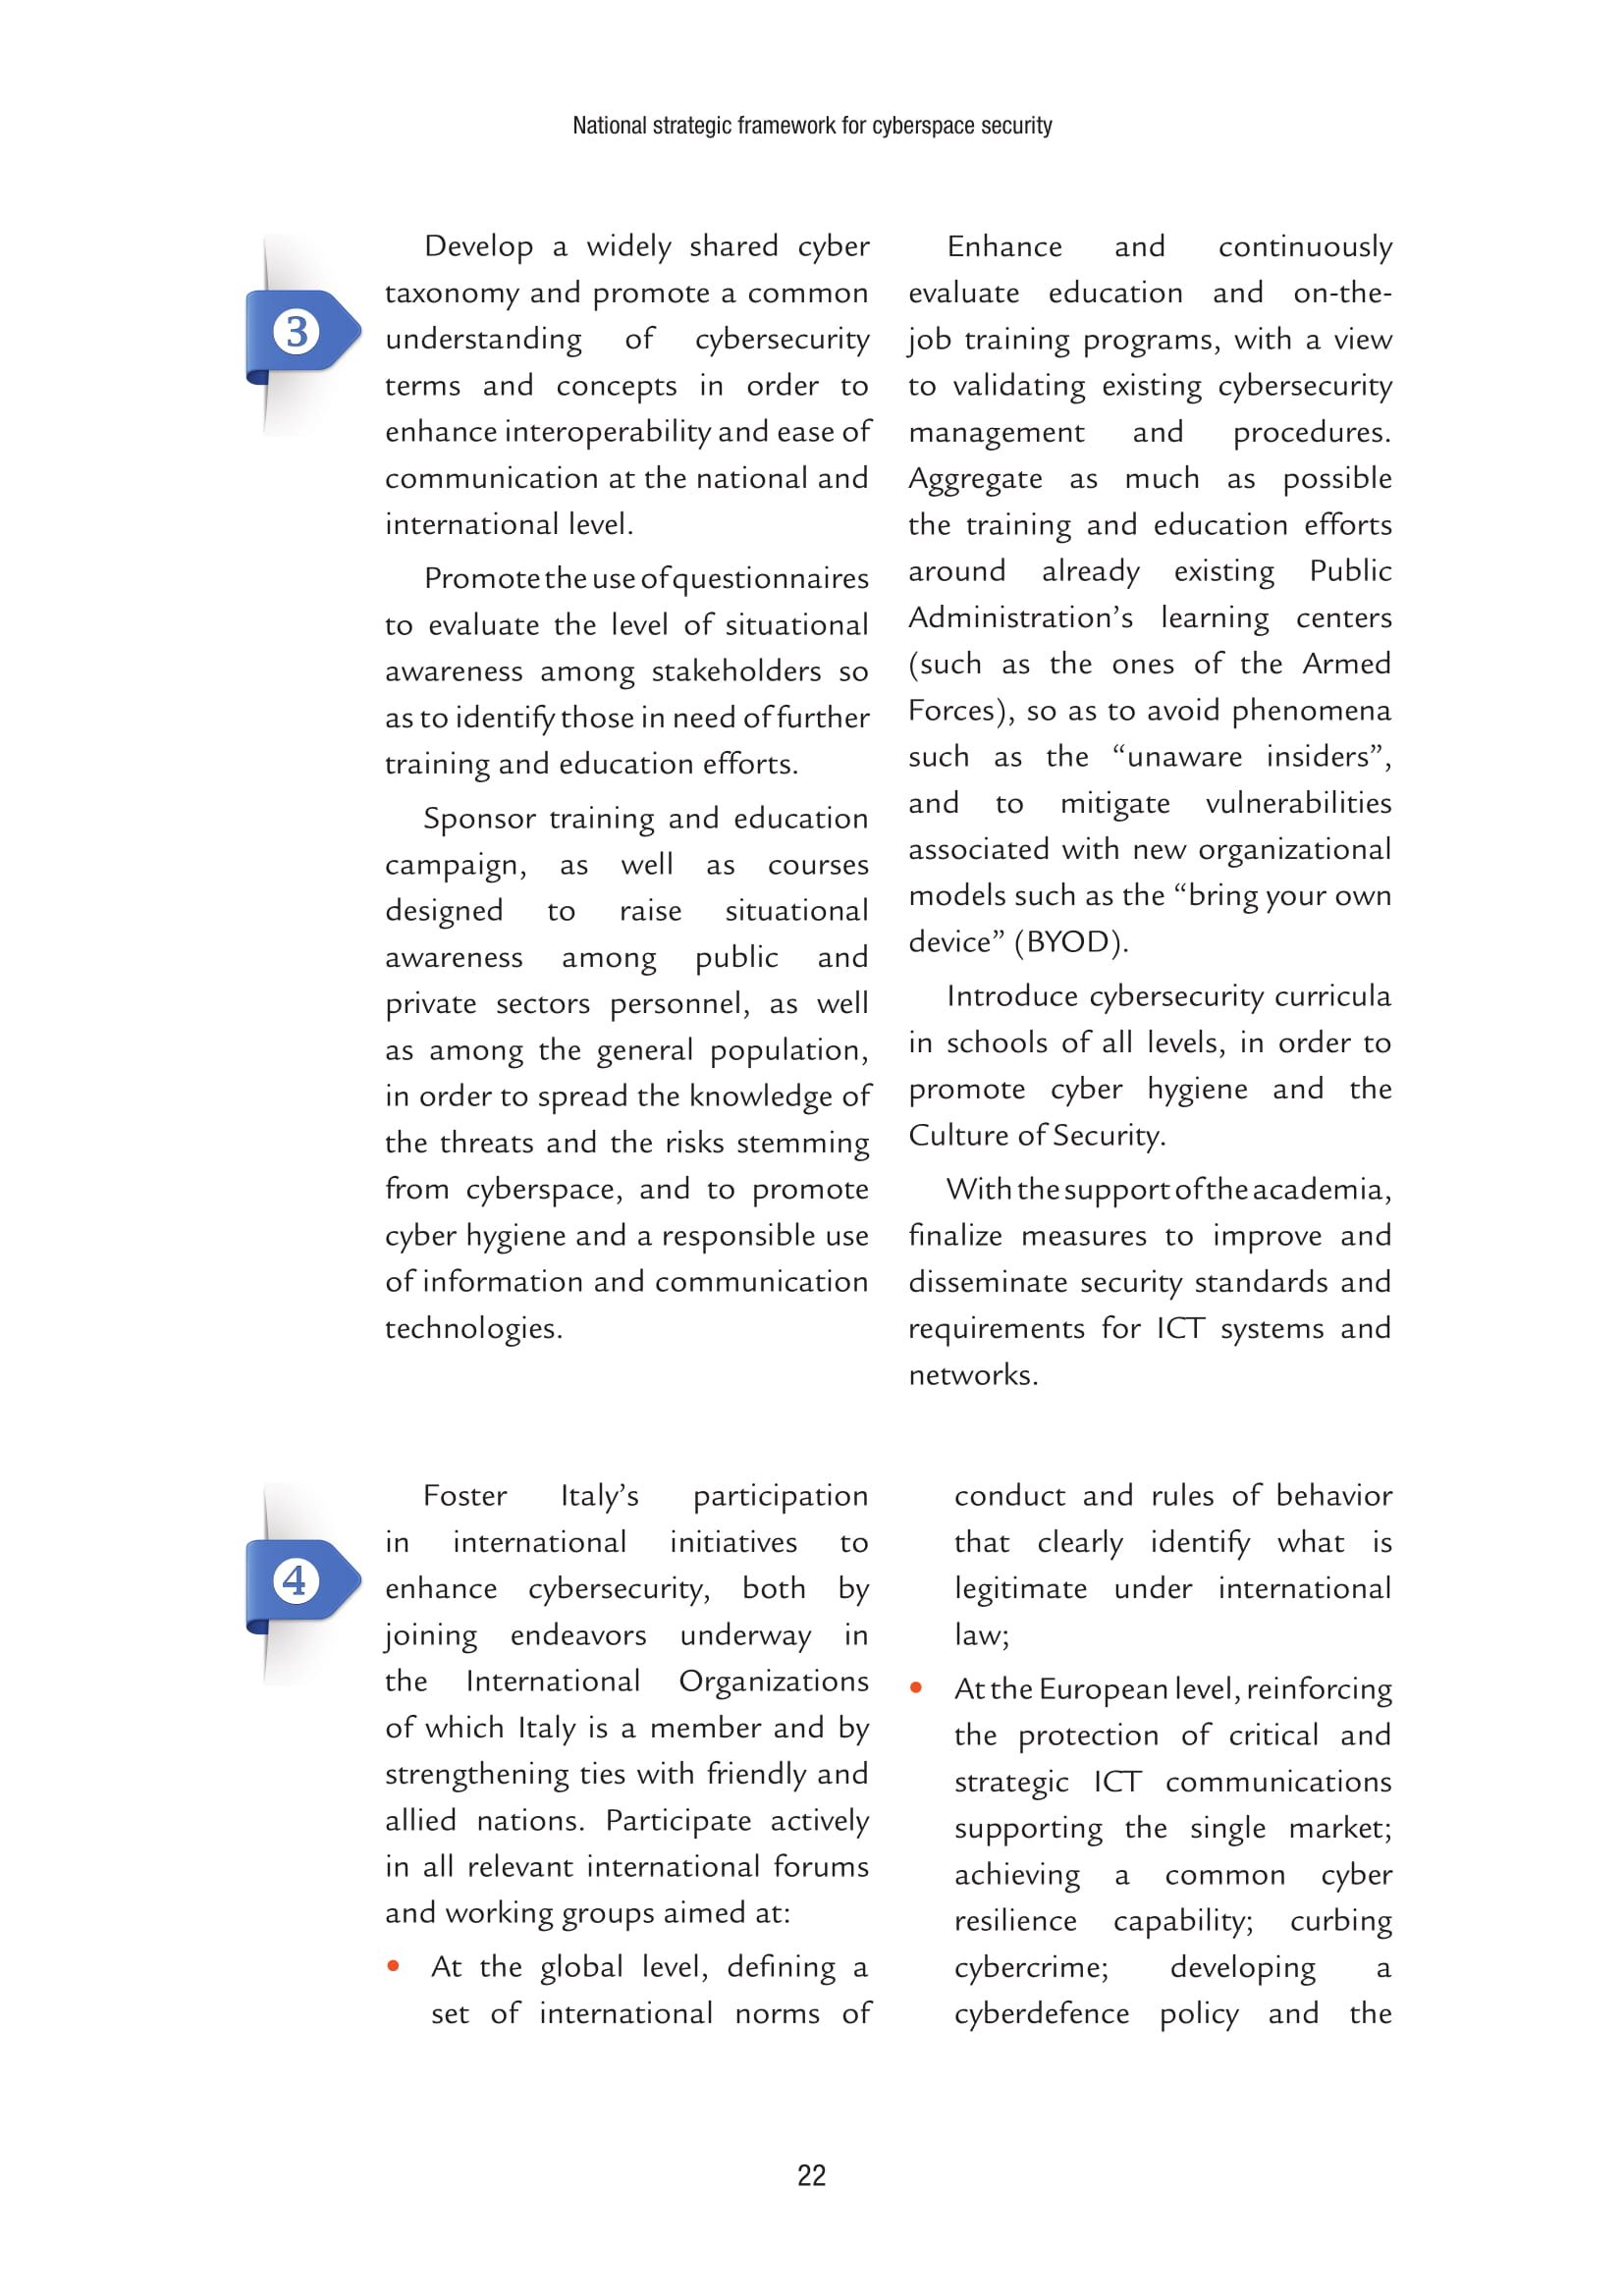 National strategic framework for cyberspace security
3
Develop a widely shared cyber
taxonomy and promote a common
understanding of cybersecurity
terms and concepts in order to
enhance interoperability and ease of
communication at the national and
international level.
Promote the use of questionnaires
to evaluate the level of situational
awareness among stakeholders so
as to identify those in need of further
training and education efforts.
Sponsor training and education
campaign, as well as courses
designed to raise situational
awareness among public and
private sectors personnel, as well
as among the general population,
in order to spread the knowledge of
the threats and the risks stemming
from cyberspace, and to promote
cyber hygiene and a responsible use
of information and communication
technologies.
Enhance and continuously
evaluate education and on-the-
job training programs, with a view
to validating existing cybersecurity
management and procedures.
Aggregate as much as possible
the training and education efforts
around already existing Public
Administration’s learning centers
(such as the ones of the Armed
Forces), so as to avoid phenomena
such as the “unaware insiders”,
and to mitigate vulnerabilities
associated with new organizational
models such as the “bring your own
device” (BYOD).
Introduce cybersecurity curricula
in schools of all levels, in order to
promote cyber hygiene and the
Culture of Security.
With the support of the academia,
finalize measures to improve and
disseminate security standards and
requirements for ICT systems and
networks.
4
Foster Italy’s participation
in international initiatives to
enhance cybersecurity, both by
joining endeavors underway in
the International Organizations
of which Italy is a member and by
strengthening ties with friendly and
allied nations. Participate actively
in all relevant international forums
and working groups aimed at:
• At the global level, defining a
set of international norms of
conduct and rules of behavior
that clearly identify what is
legitimate under international
law;
• At the European level, reinforcing
the protection of critical and
strategic ICT communications
supporting the single market;
achieving a common cyber
resilience capability; curbing
cybercrime; developing a
cyberdefence policy and the
22